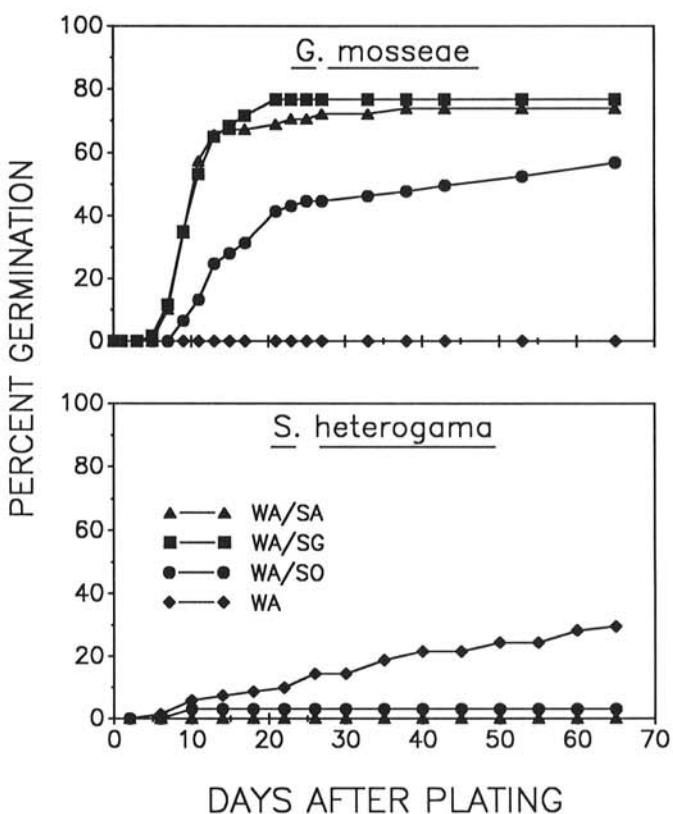 PERCENT GERMINATION
100
G. mosseae
80
60
40
20
0
100
S. heterogama
80
60
WA/SA
WA/SG
WA/SO
40
WA
20
0
0 10 20 30 40 50 60 70
DAYS AFTER PLATING